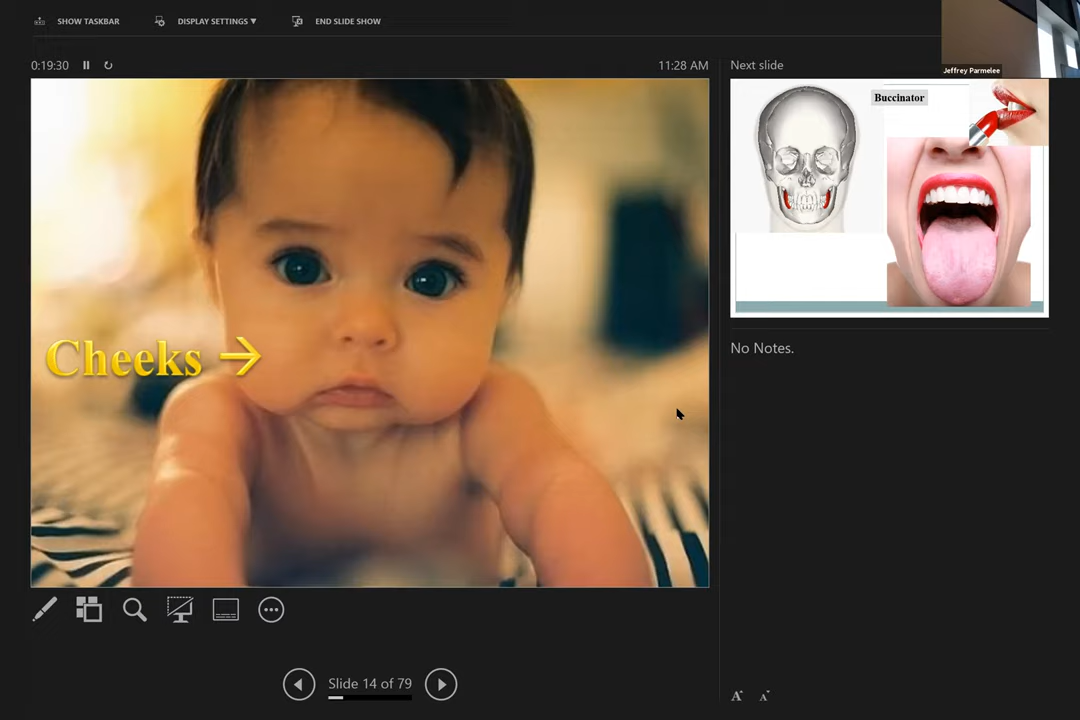 SHOW TASKBAR
DISPLAY SETTINGS ▼
END SLIDE SHOW
Jeffrey Parmelee
0:19:30
11:28 AM
Next slide
Buccinator
Cheeks →
No Notes.
Slide 14 of 79
A A